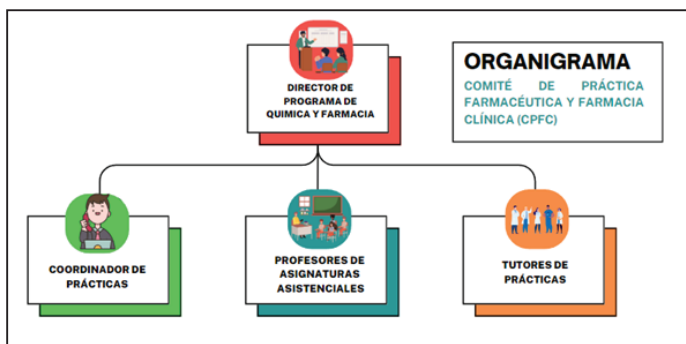 DIRECTOR DE
PROGRAMA DE
QUIMICA Y FARMACIA
ORGANIGRAMA
COMITÉ DE PRÁCTICA
FARMACÉUTICA Y FARMACIA
CLÍNICA (CPFC)
COORDINADOR DE
PRÁCTICAS
PROFESORES DE
ASIGNATURAS
ASISTENCIALES
TUTORES DE
PRÁCTICAS